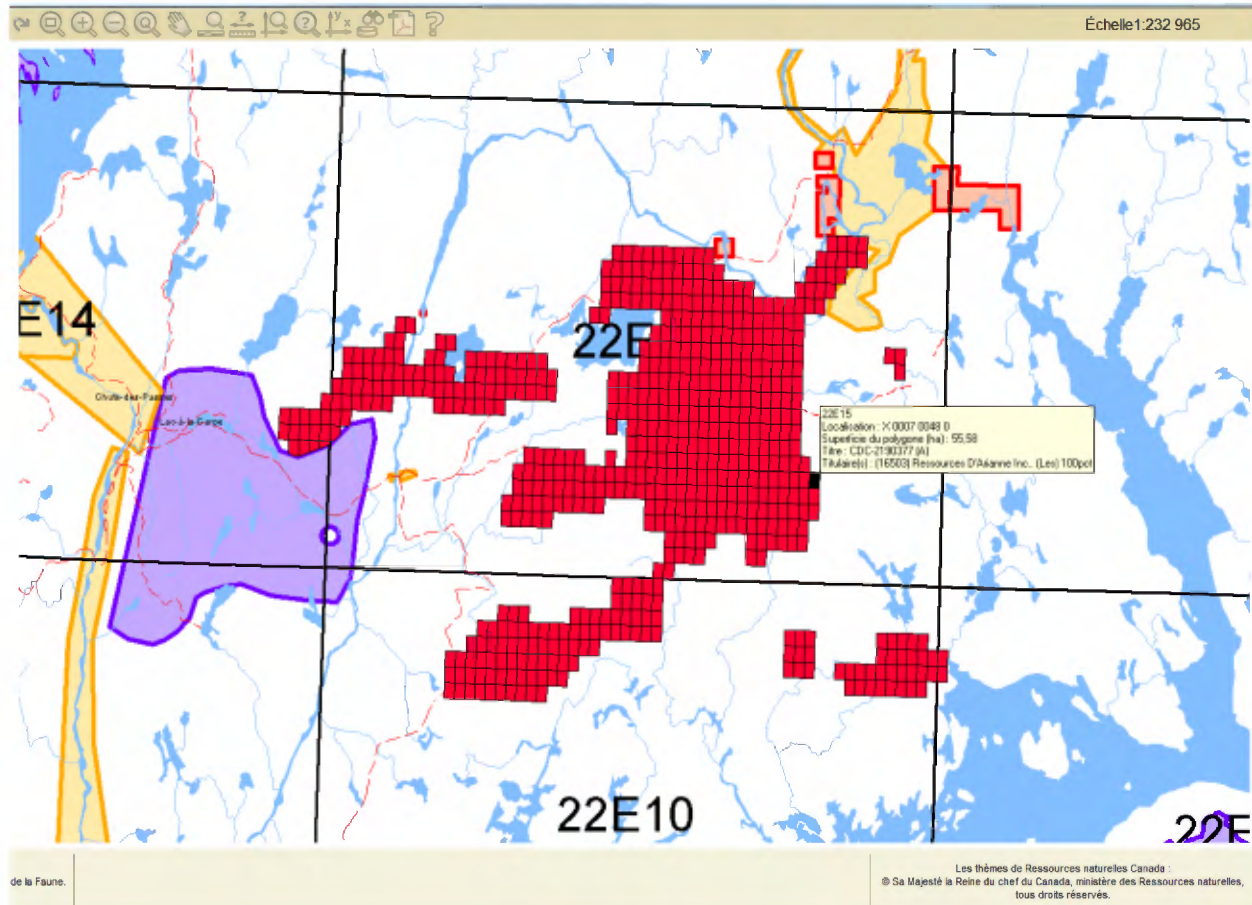 Échelle1:232 965
E14
22E
Chute-des-Passes
Lac-à-la-Carpe
22E15
Localisation : X 0007 0048 0
Superficie du polygone (ha) : 55,58
Titre : CDC-2190377 (A)
Titulaire(s) : (16503) Ressources D'Arianne Inc., (Les) 100pct
22E10
22E
de la Faune.
Les thèmes de Ressources naturelles Canada :
© Sa Majesté la Reine du chef du Canada, ministère des Ressources naturelles,
tous droits réservés.